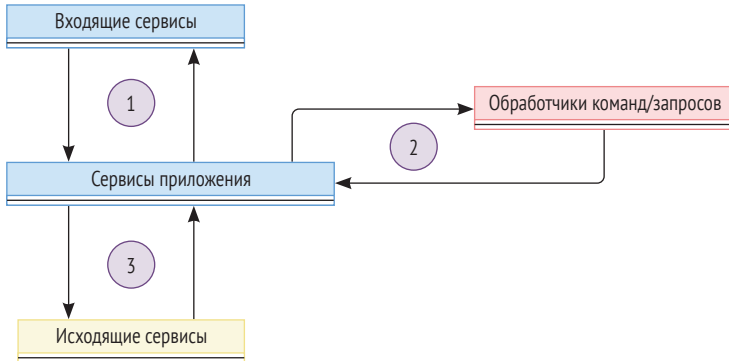 Входящие сервисы
1
Обработчики команд/запросов
2
Сервисы приложения
3
Исходящие сервисы